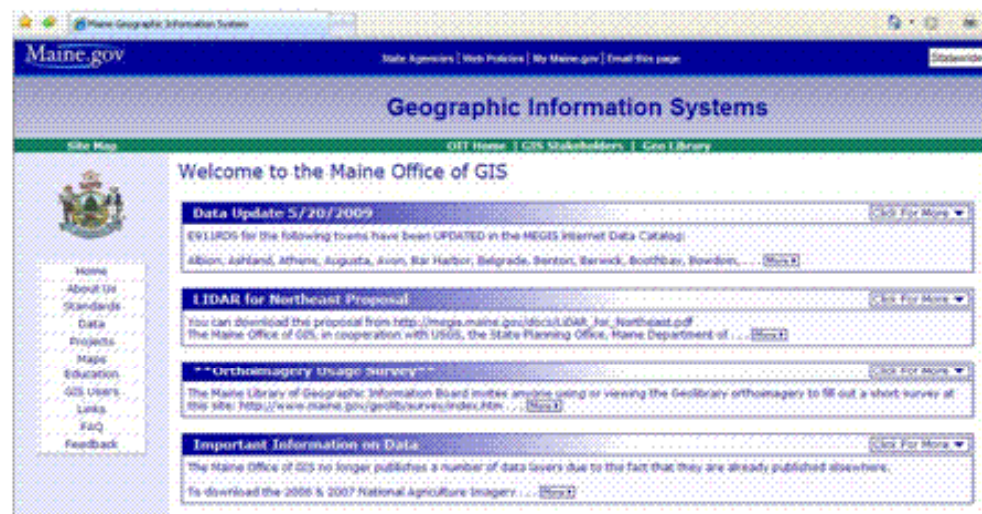 Maine Geographic Information System
Maine.gov
State Agencies | Web Policies | My Maine.gov | Email this page
Statewide
Geographic Information Systems
Site Map
OIT Home | GIS Stakeholders | Geo Library
Welcome to the Maine Office of GIS
Data Update 5/20/2009
Click For More
E911RDS for the following towns have been UPDATED in the MEGIS Internet Data Catalog:
Albion, Ashland, Athens, Augusta, Avon, Bar Harbor, Belgrade, Benton, Berwick, Boothbay, Bowdoin, ... More
LIDAR for Northeast Proposal
Click For More
You can download the proposal from http://megis.maine.gov/docs/LiDAR_for_Northeast.pdf
The Maine Office of GIS, in cooperation with USGS, the State Planning Office, Maine Department of .... More
**Orthoimagery Usage Survey**
Click For More
The Maine Library of Geographic Information Board invites anyone using or viewing the Geolibrary orthoimagery to fill out a short survey at
this site: http://www.maine.gov/geolib/survey/index.htm .... More
Important Information on Data
Click For More
The Maine Office of GIS no longer publishes a number of data layers due to the fact that they are already published elsewhere.
To download the 2006 & 2007 National Agriculture Imagery .... More
Home
About Us
Standards
Data
Projects
Maps
Education
GIS Users
Links
FAQ
Feedback